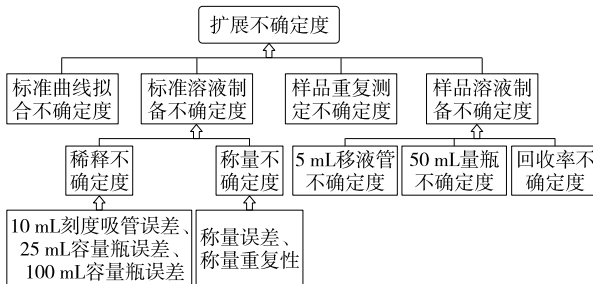 扩展不确定度
标准曲线拟
合不确定度
标准溶液制
备不确定度
样品重复测
定不确定度
样品溶液制
备不确定度
稀释不
确定度
称量不
确定度
5 mL移液管
不确定度
50 mL量瓶
不确定度
回收率不
确定度
10 mL刻度吸管误差、
25 mL容量瓶误差、
100 mL容量瓶误差
称量误差、
称量重复性